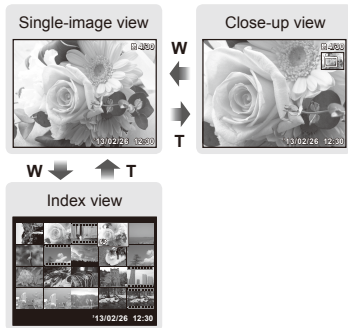 Single-image view
4/30
13/02/26 12:30
Close-up view
4/30
13/02/26 12:30
W
T
W
T
Index view
'13/02/26 12:30